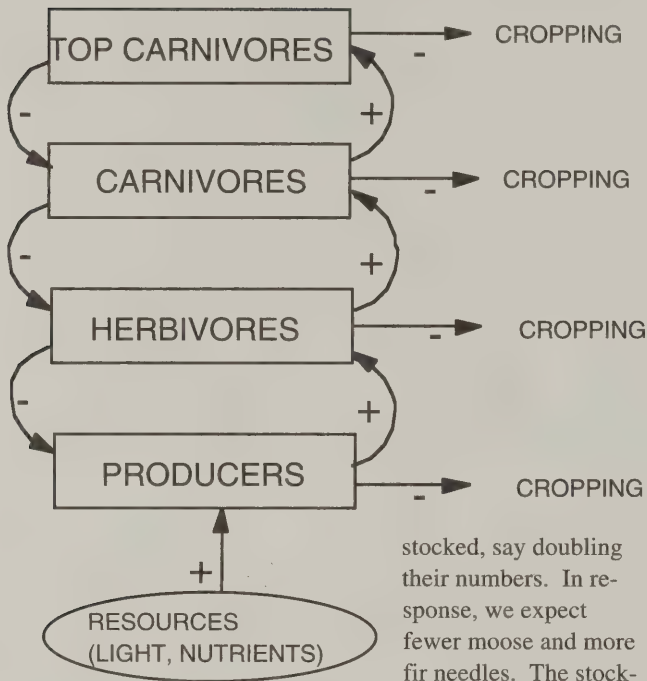 TOP CARNIVORES
-
CROPPING
-
+
CARNIVORES
-
CROPPING
-
+
HERBIVORES
-
CROPPING
-
+
PRODUCERS
-
CROPPING
+
RESOURCES
(LIGHT, NUTRIENTS)
stocked, say doubling
their numbers. In re-
sponse, we expect
fewer moose and more
fir needles. The stock-